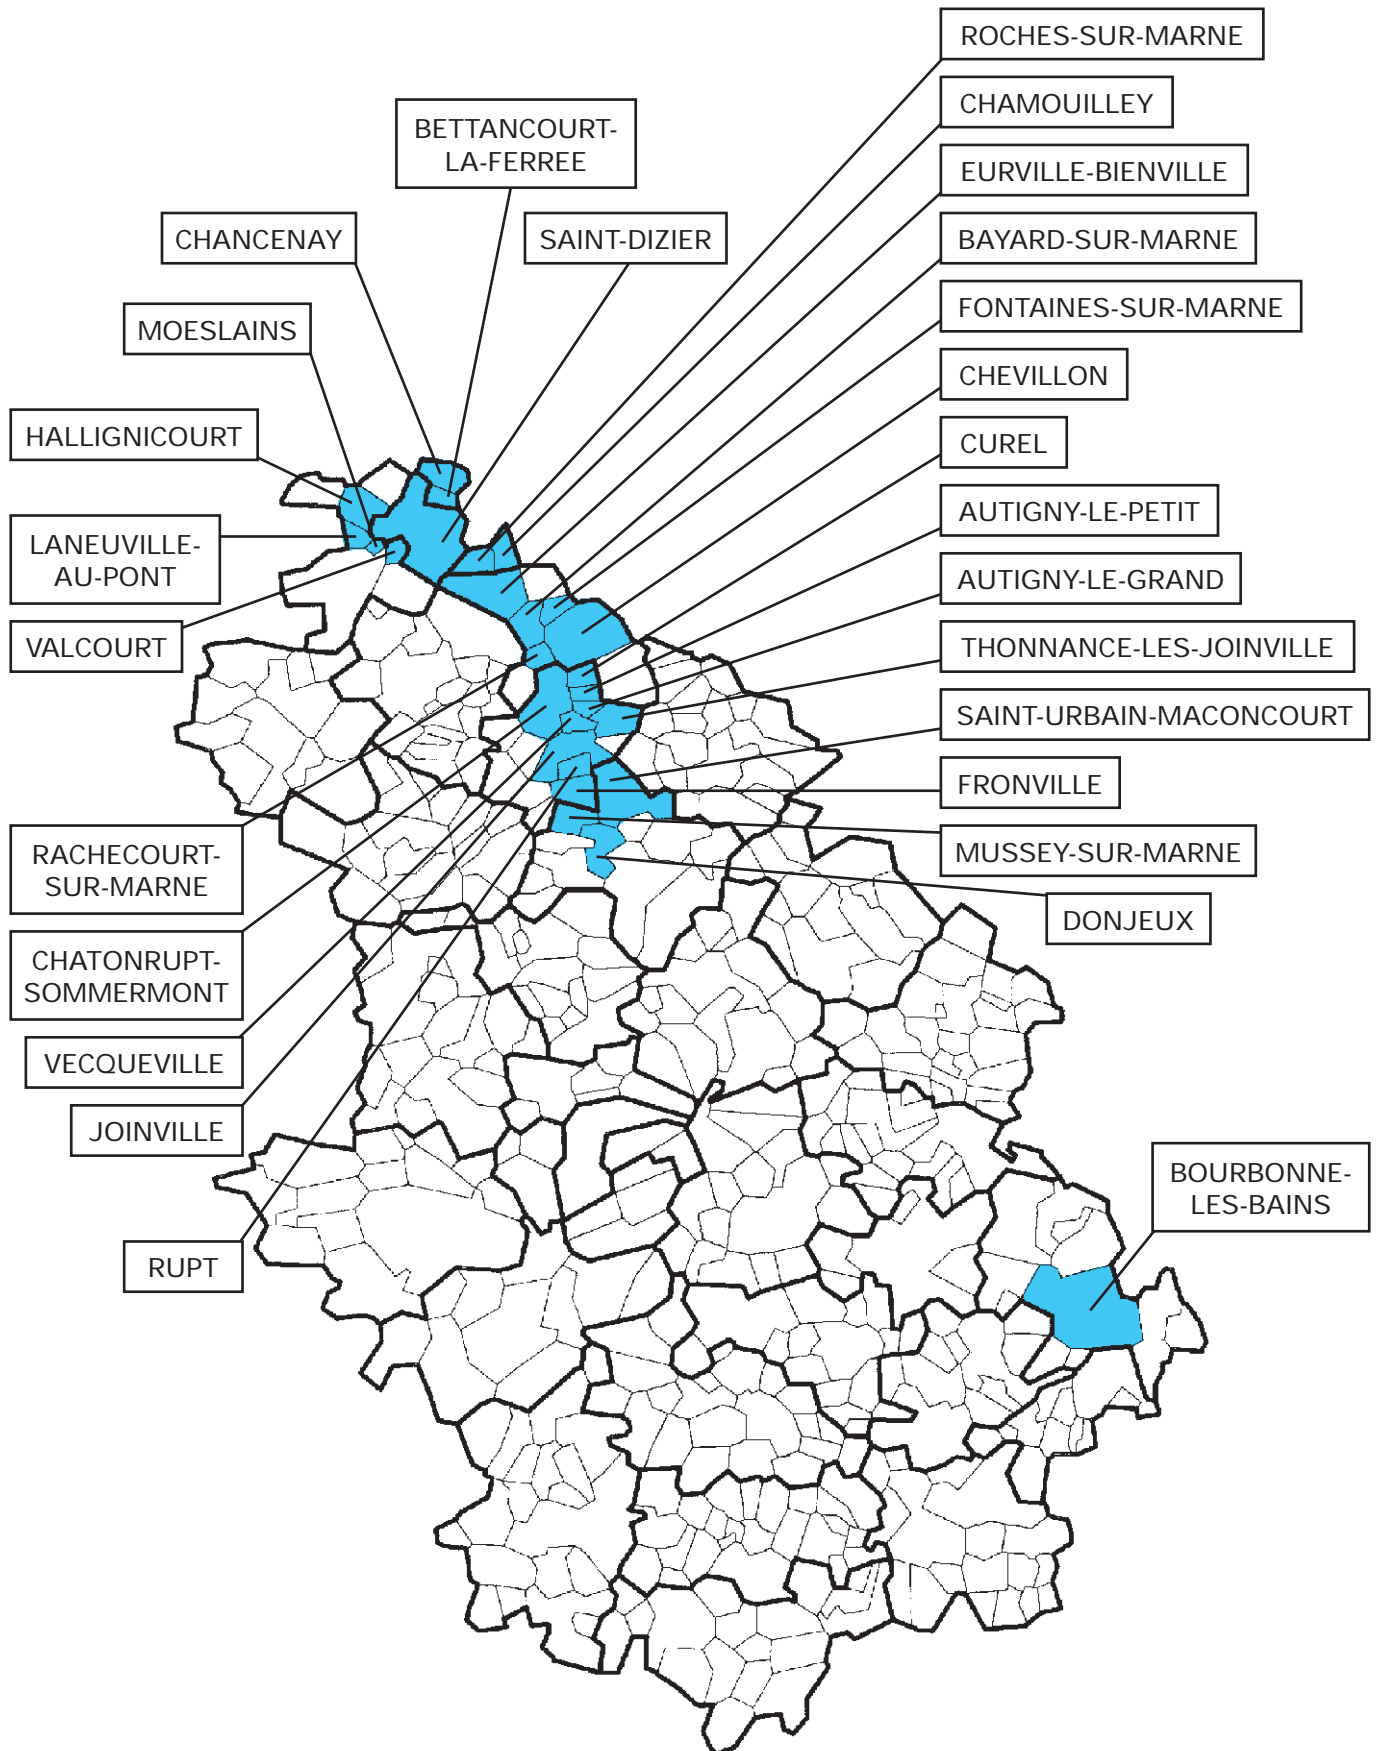 ROCHES-SUR-MARNE
CHAMOUILLEY
BETTANCOURT-
LA-FERREE
EURVILLE-BIENVILLE
CHANCENAY
SAINT-DIZIER
BAYARD-SUR-MARNE
MOESLAINS
FONTAINES-SUR-MARNE
CHEVILLON
HALLIGNICOURT
CUREL
AUTIGNY-LE-PETIT
LANEUVILLE-
AU-PONT
AUTIGNY-LE-GRAND
VALCOURT
THONNANCE-LES-JOINVILLE
SAINT-URBAIN-MACONCOURT
FRONVILLE
RACHECOURT-
SUR-MARNE
MUSSEY-SUR-MARNE
DONJEUX
CHATONRUPT-
SOMMERMONT
VECQUEVILLE
JOINVILLE
BOURBONNE-
LES-BAINS
RUPT